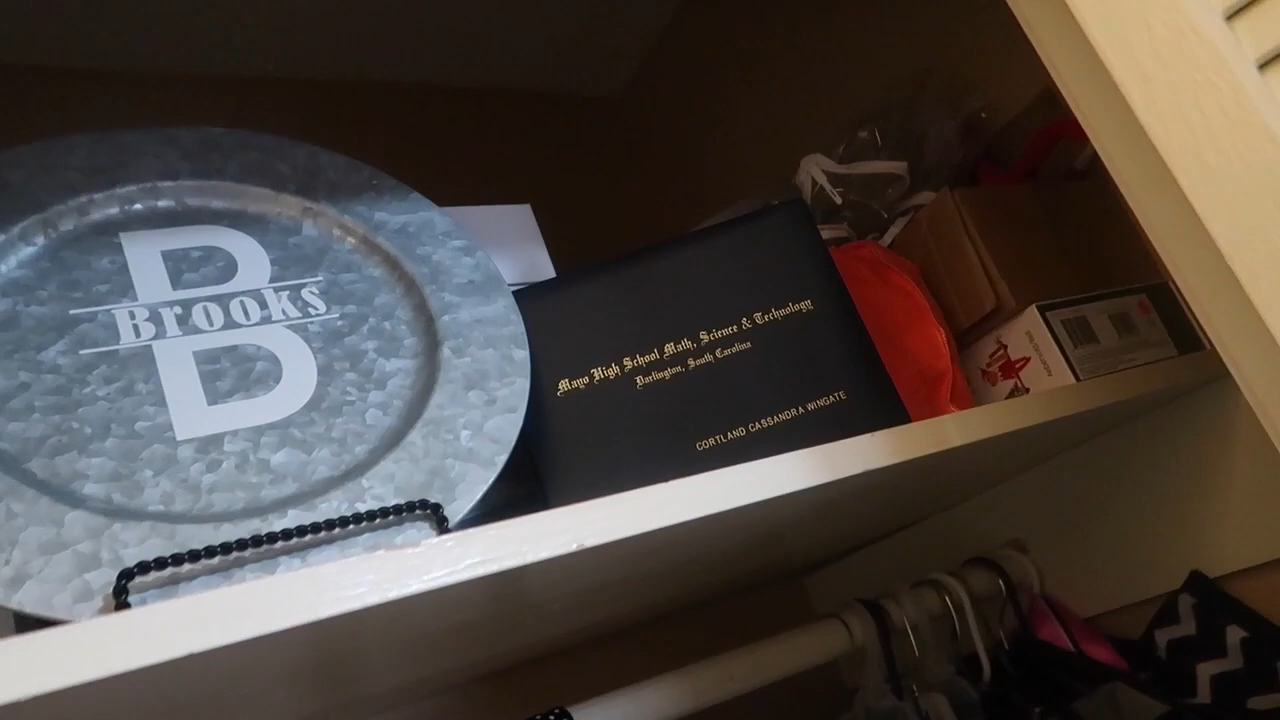 B
Brooks
Mayo High School Math, Science & Technology
Darlington, South Carolina
CORTLAND CASSANDRA WINGATE